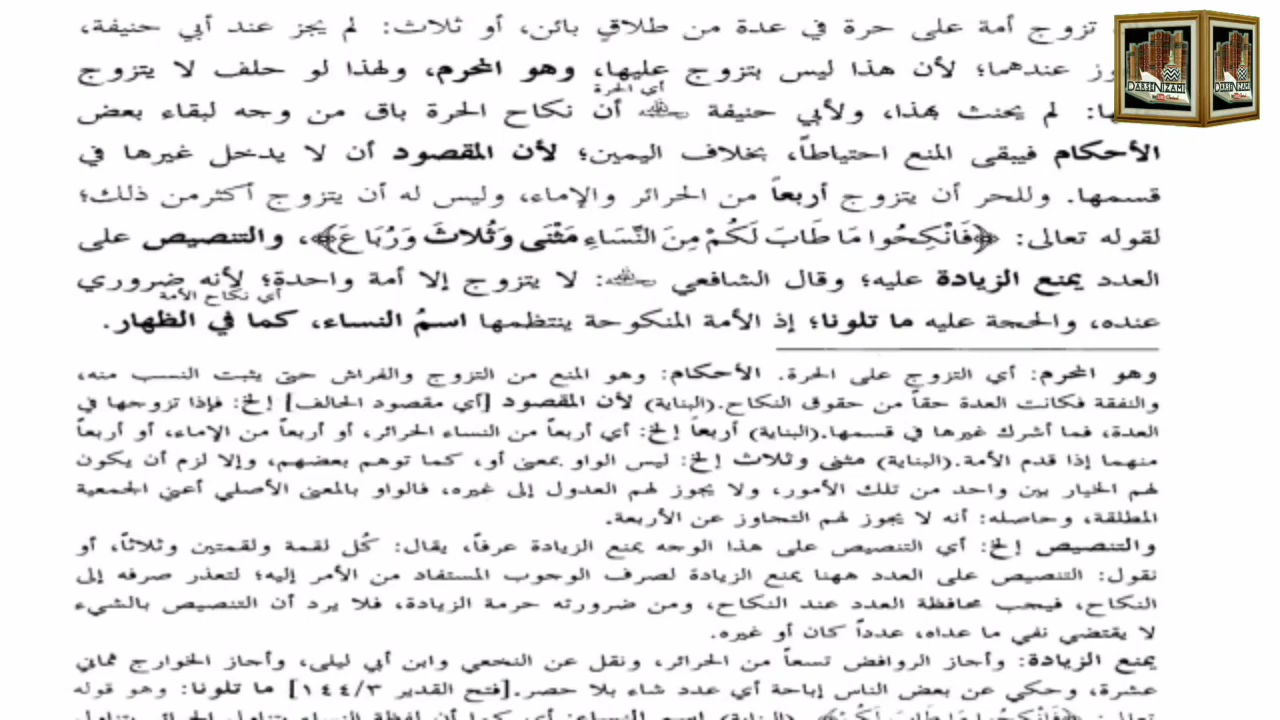 تزوج أمة على حرة في عدة من طلاقٍ بائن، أو ثلاث: لم يجز عند أبي حنيفة،
عندهما؛ لأن هذا ليس بتزوج عليها، وهو المحرم، ولهذا لو حلف لا يتزوج
أي الحرة
لم يحنث بهذا، ولأبي حنيفة أن نكاح الحرة باق من وجه لبقاء بعض
الأحكام فيبقى المنع احتياطاً، بخلاف اليمين؛ لأن المقصود أن لا يدخل غيرها في
قسمها. وللحر أن يتزوج أربعاً من الحرائر والإماء، وليس له أن يتزوج أكثر من ذلك؛
لقوله تعالى: ﴿فَانْكِحُوا مَا طَابَ لَكُمْ مِنَ النِّسَاءِ مَثْنَى وَثُلاثَ وَرُبَاعَ﴾، والتنصيص على
العدد يمنع الزيادة عليه؛ وقال الشافعي : لا يتزوج إلا أمة واحدة؛ لأنه ضروري
أي نكاح الأمة
عنده، والحجة عليه ما تلونا؛ إذ الأمة المنكوحة ينتظمها اسمُ النساء، كما في الظهار.
وهو المحرم: أي التزوج على الحرة. الأحكام: وهو المنع من التزوج والفراش حتى يثبت النسب منه،
والنفقة فكانت العدة حقاً من حقوق النكاح.(البناية) لأن المقصود [أي مقصود الحالف] إلخ: فإذا تزوجها في
العدة، فما أشرك غيرها في قسمها.(البناية) أربعاً إلخ: أي أربعاً من النساء الحرائر، أو أربعاً من الإماء، أو أربعاً
منهما إذا قدم الأمة.(البناية) مثنى وثلاث إلخ: ليس الواو بمعنى أو، كما توهم بعضهم، وإلا لزم أن يكون
لهم الخيار بين واحد من تلك الأمور، ولا يجوز لهم العدول إلى غيره، فالواو بالمعنى الأصلي أعني الجمعية
المطلقة، وحاصله: أنه لا يجوز لهم التجاوز عن الأربعة.
والتنصيص إلخ: أي التنصيص على هذا الوجه يمنع الزيادة عرفاً، يقال: كُل لقمة ولقمتين وثلاثاً، أو
نقول: التنصيص على العدد ههنا يمنع الزيادة لصرف الوجوب المستفاد من الأمر إليه؛ لتعذر صرفه إلى
النكاح، فيجب محافظة العدد عند النكاح، ومن ضرورته حرمة الزيادة، فلا يرد أن التنصيص بالشيء
لا يقتضي نفي ما عداه، عدداً كان أو غيره.
يمنع الزيادة: وأجاز الروافض تسعاً من الحرائر، ونقل عن النخعي وابن أبي ليلى، وأجاز الخوارج ثماني
عشرة، وحكي عن بعض الناس إباحة أي عدد شاء بلا حصر.[فتح القدير ١٤٤/٣] ما تلونا: وهو قوله
DARSE NIZAMI
DARSE NIZAMI